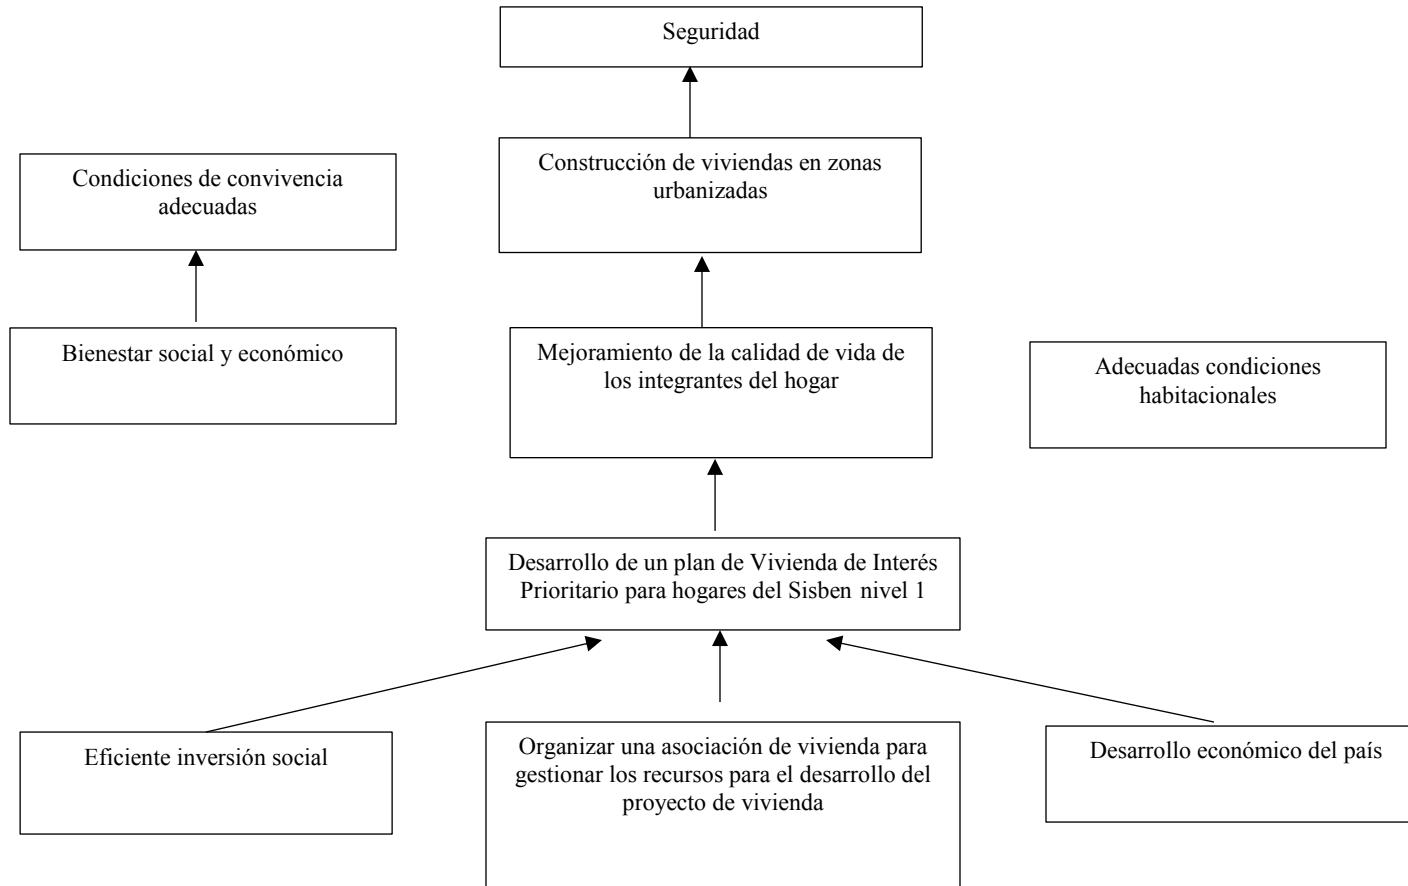 Seguridad
Construcción de viviendas en zonas
urbanizadas
Condiciones de convivencia
adecuadas
Bienestar social y económico
Mejoramiento de la calidad de vida de
los integrantes del hogar
Adecuadas condiciones
habitacionales
Desarrollo de un plan de Vivienda de Interés
Prioritario para hogares del Sisben nivel 1
Eficiente inversión social
Organizar una asociación de vivienda para
gestionar los recursos para el desarrollo del
proyecto de vivienda
Desarrollo económico del país